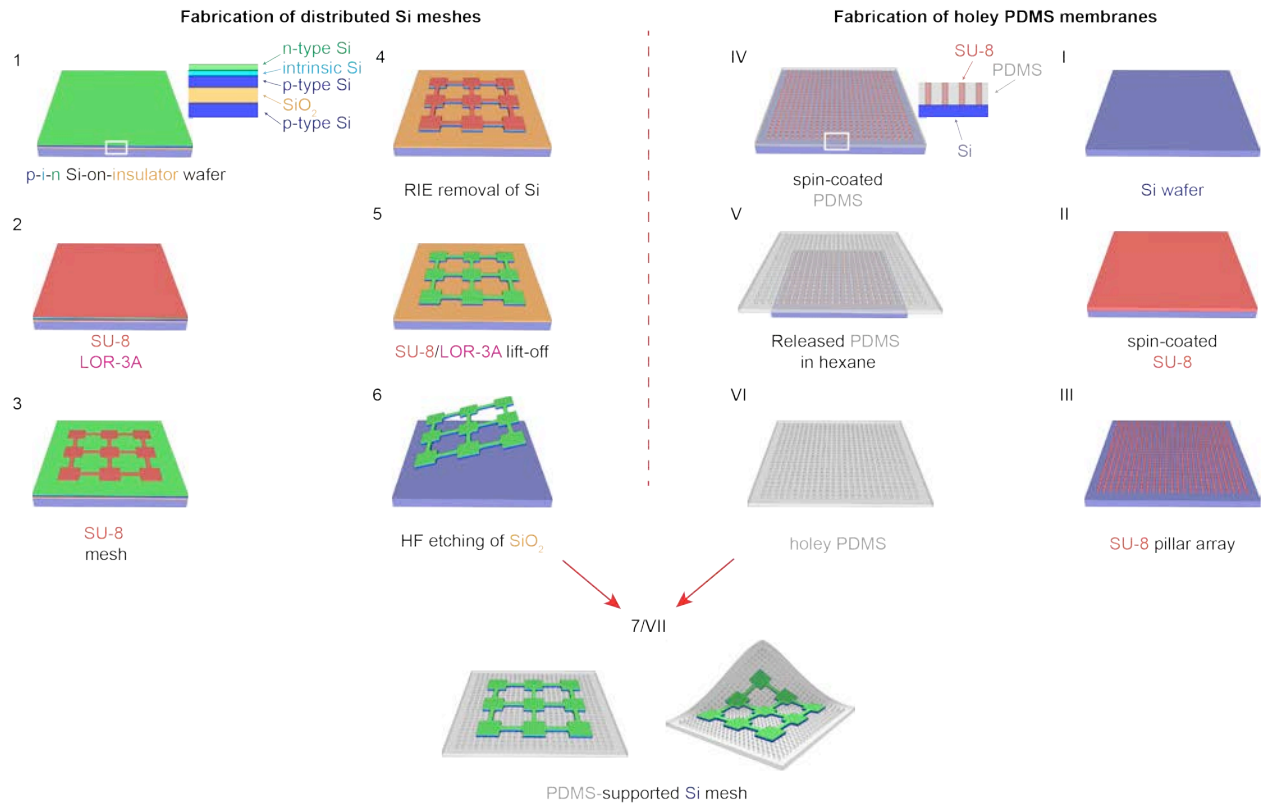 Fabrication of distributed Si meshes
1
n-type Si
intrinsic Si
p-type Si
SiO2
p-type Si
p-i-n Si-on-insulator wafer
2
SU-8
LOR-3A
3
SU-8
mesh
4
RIE removal of Si
5
SU-8/LOR-3A lift-off
6
HF etching of SiO2
Fabrication of holey PDMS membranes
I
Si wafer
II
spin-coated
SU-8
III
SU-8 pillar array
IV
SU-8
PDMS
Si
spin-coated
PDMS
V
Released PDMS
in hexane
VI
holey PDMS
7/VII
PDMS-supported Si mesh